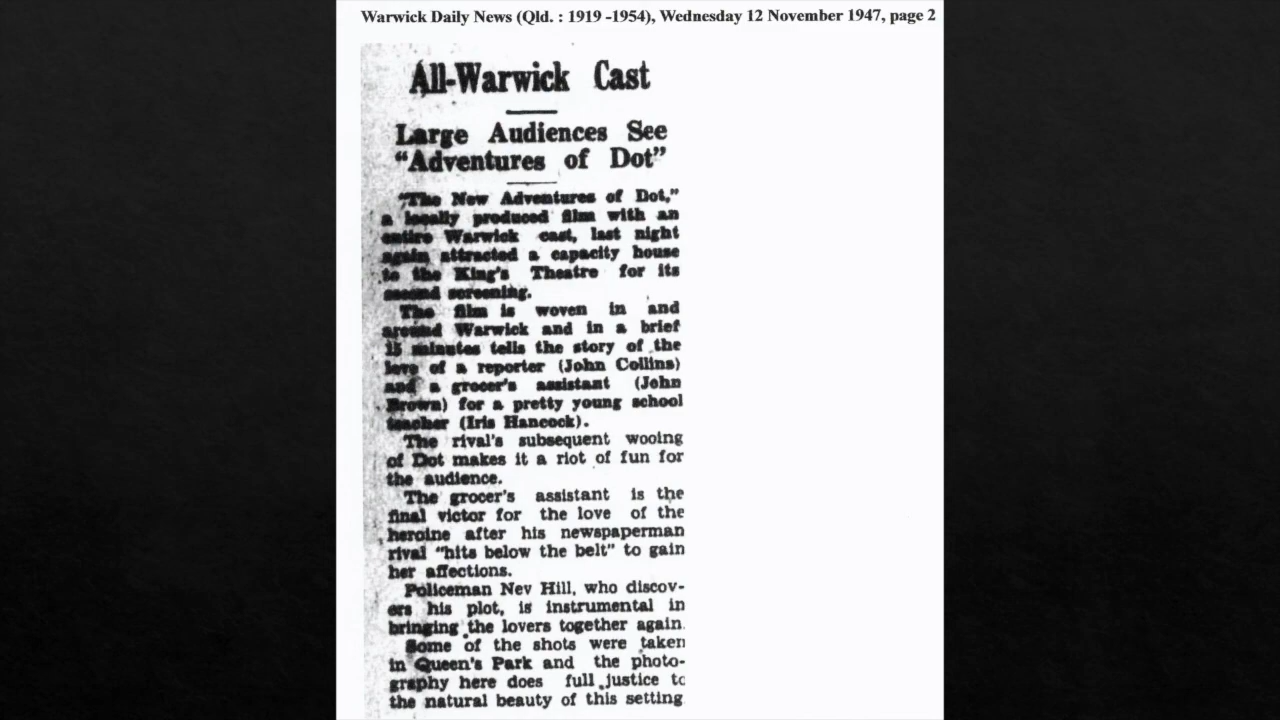 Warwick Daily News (Qld. : 1919 -1954), Wednesday 12 November 1947, page 2
All-Warwick Cast
Large Audiences See
“Adventures of Dot”
“The New Adventures of Dot,”
a locally produced film with an
entire Warwick cast, last night
again attracted a capacity house
to the King's Theatre for its
second screening.
The film is woven in and
around Warwick and in a brief
15 minutes tells the story of the
love of a reporter (John Collins)
and a grocer's assistant (John
Brown) for a pretty young school
teacher (Iris Hancock).
The rival's subsequent wooing
of Dot makes it a riot of fun for
the audience.
The grocer's assistant is the
final victor for the love of the
heroine after his newspaperman
rival “hits below the belt” to gain
her affections.
Policeman Nev Hill, who discov-
ers his plot, is instrumental in
bringing the lovers together again.
Some of the shots were taken
in Queen's Park and the photo-
graphy here does full justice to
the natural beauty of this setting